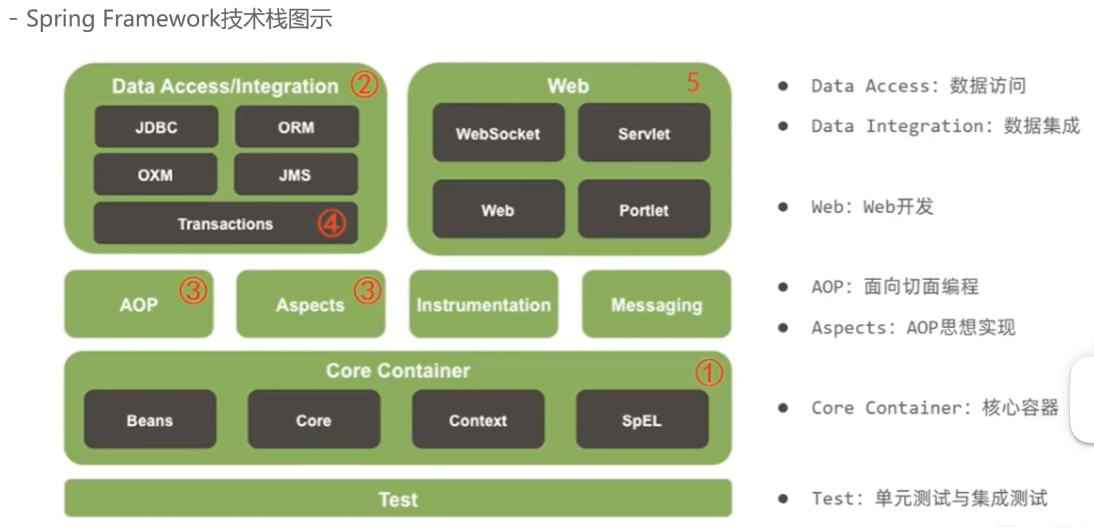 - Spring Framework技术栈图示
Data Access/Integration ②
JDBC ORM
OXM JMS
Transactions ④
Web 5
WebSocket Servlet
Web Portlet
AOP ③
Aspects ③
Instrumentation
Messaging
Core Container ①
Beans Core Context SpEL
Test
● Data Access：数据访问
● Data Integration：数据集成
● Web：Web开发
● AOP：面向切面编程
● Aspects：AOP思想实现
● Core Container：核心容器
● Test：单元测试与集成测试